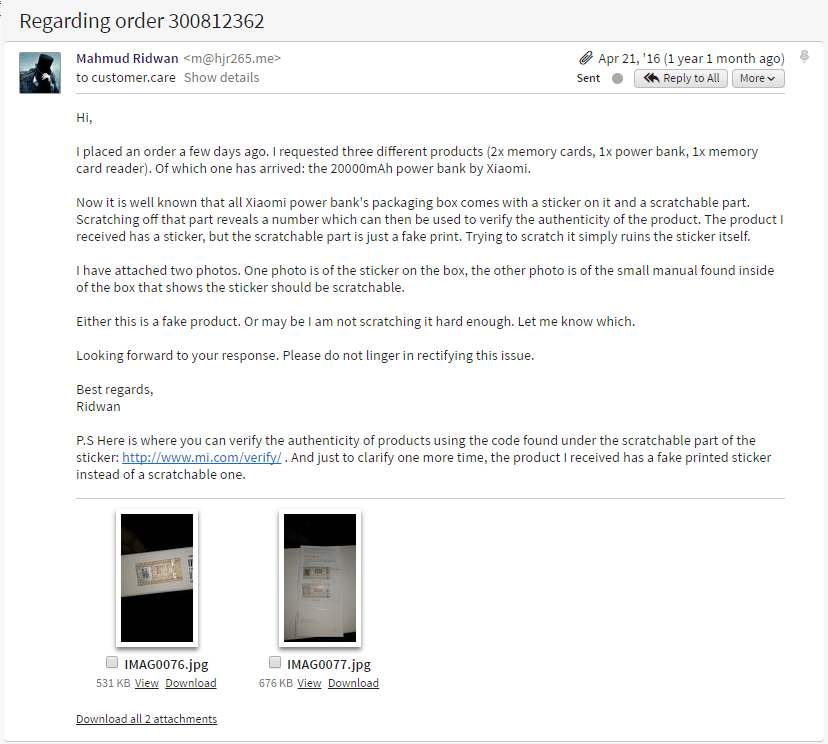 Regarding order 300812362
Mahmud Ridwan <m@hjr265.me>
Apr 21, '16 (1 year 1 month ago)
to customer.care Show details
Sent Reply to All More
Hi,
I placed an order a few days ago. I requested three different products (2x memory cards, 1x power bank, 1x memory
card reader). Of which one has arrived: the 20000mAh power bank by Xiaomi.
Now it is well known that all Xiaomi power bank's packaging box comes with a sticker on it and a scratchable part.
Scratching off that part reveals a number which can then be used to verify the authenticity of the product. The product I
received has a sticker, but the scratchable part is just a fake print. Trying to scratch it simply ruins the sticker itself.
I have attached two photos. One photo is of the sticker on the box, the other photo is of the small manual found inside
of the box that shows the sticker should be scratchable.
Either this is a fake product. Or may be I am not scratching it hard enough. Let me know which.
Looking forward to your response. Please do not linger in rectifying this issue.
Best regards,
Ridwan
P.S Here is where you can verify the authenticity of products using the code found under the scratchable part of the
sticker: http://www.mi.com/verify/ . And just to clarify one more time, the product I received has a fake printed sticker
instead of a scratchable one.
IMAG0076.jpg
531 KB View Download
IMAG0077.jpg
676 KB View Download
Download all 2 attachments